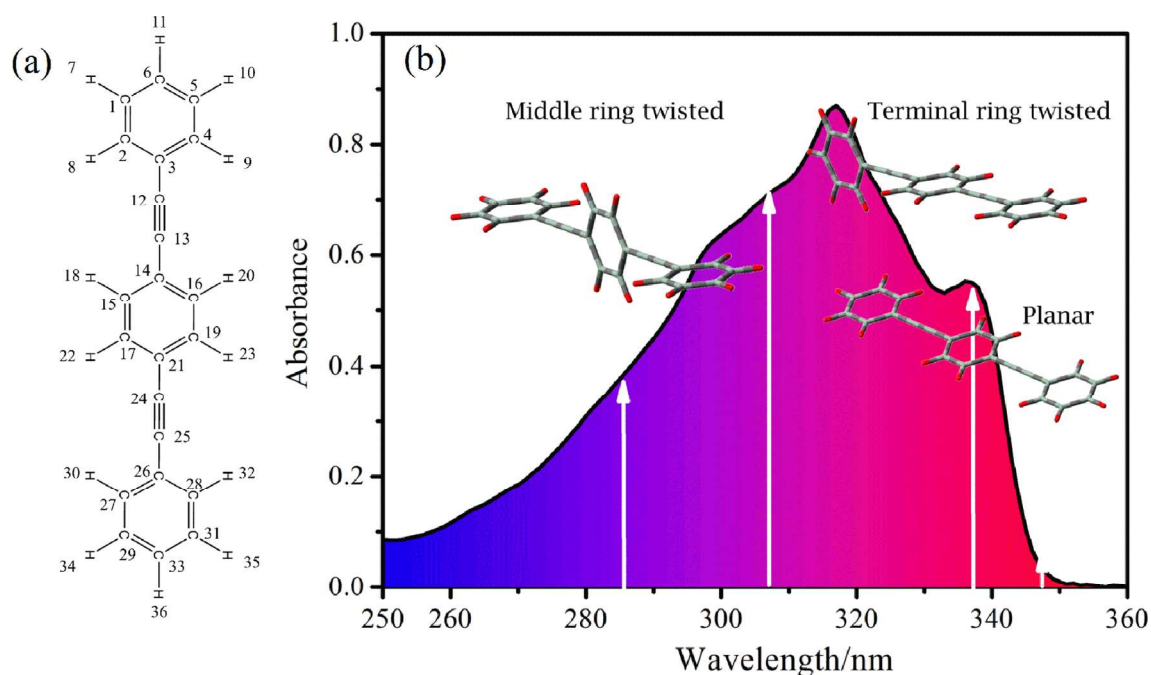 (a)
11
H
7 H 6 C H 10
C 5
1 C C
C C 4
2 3
H C H
8 9
12 C
C 13
18 H 14 C 16 H 20
15 C C
C C 19
22 H 17 C 21 H 23
24 C
C 25
30 H 26 C 28 H 32
27 C C
C C 31
H 29 C 33 H
34 35
H
36
(b)
Middle ring twisted
Terminal ring twisted
Planar
Absorbance
1.0
0.8
0.6
0.4
0.2
0.0
250 260 280 300 320 340 360
Wavelength/nm